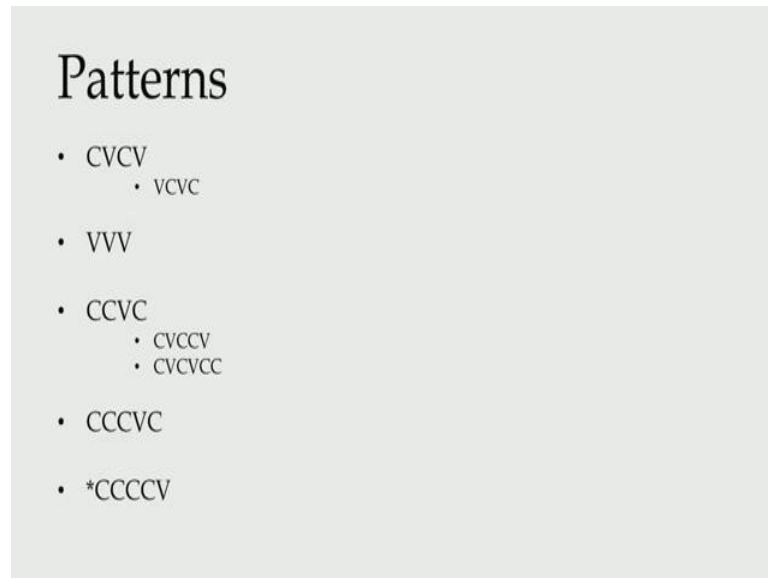 Patterns
• CVCV
• VCVC
• VVV
• CCVC
• CVCCV
• CVCVCC
• CCCVC
• *CCCCV